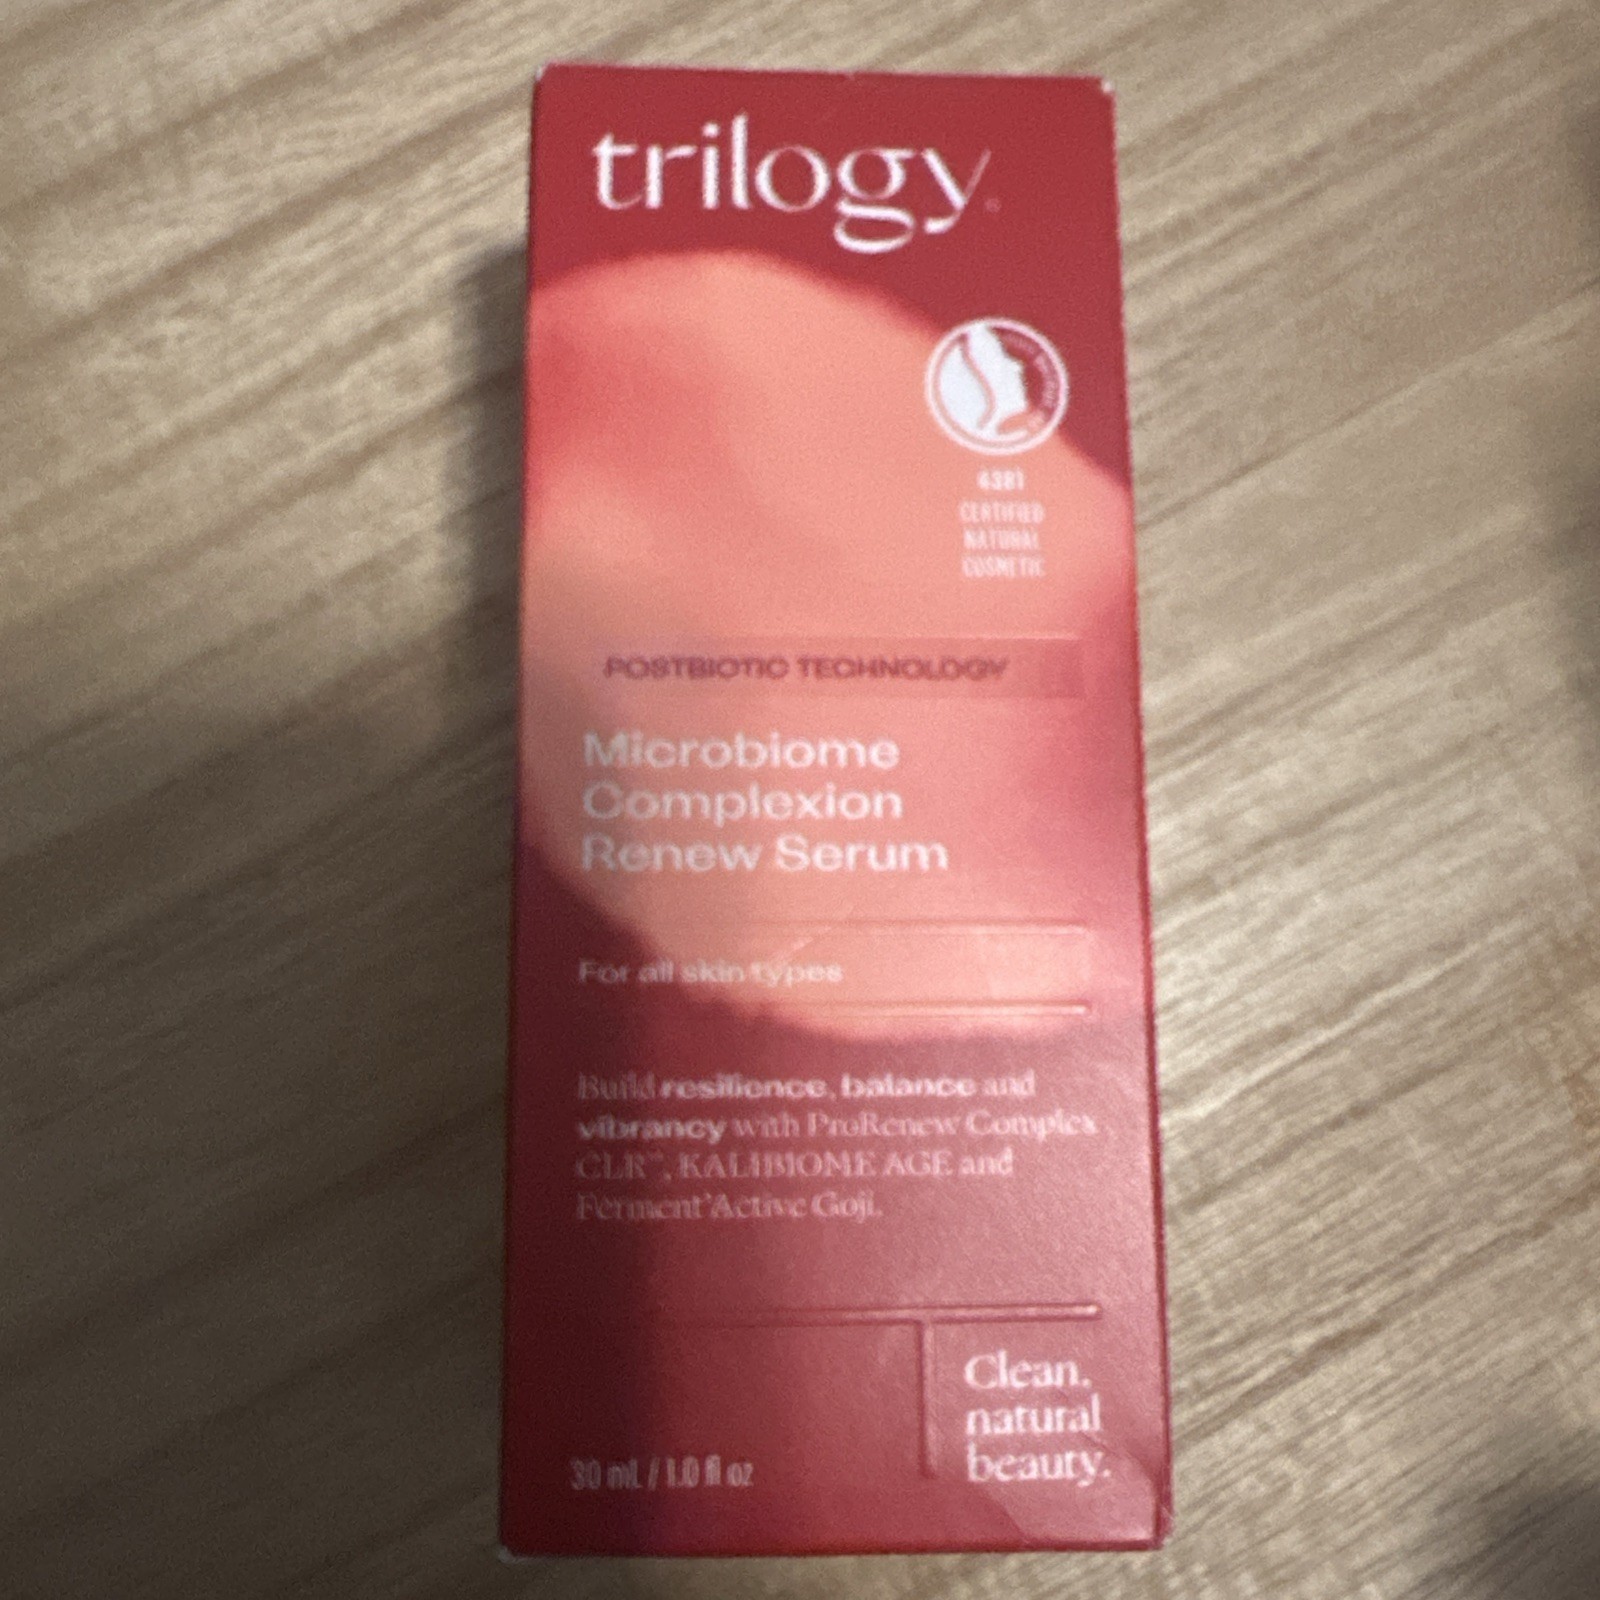 trilogy
4381
CERTIFIED
NATURAL
COSMETIC
POSTBIOTIC TECHNOLOGY
Microbiome
Complexion
Renew Serum
For all skin types
Build resilience, balance and
vibrancy with ProRenew Complex
CLR™, KALIBIOME AGE and
Ferment'Active Goji.
Clean.
natural
beauty.
30 mL / 1.0 fl oz